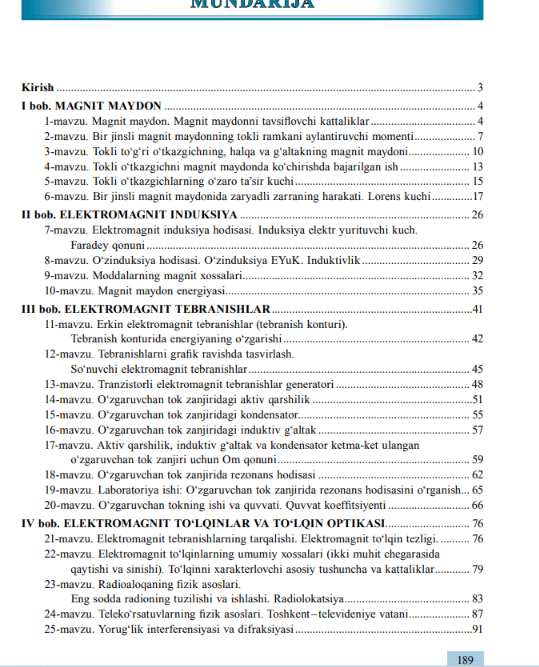 MUNDARIJA
Kirish ..... 3
I bob. MAGNIT MAYDON ..... 4
1-mavzu. Magnit maydon. Magnit maydonni tavsiflovchi kattaliklar ..... 4
2-mavzu. Bir jinsli magnit maydonning tokli ramkani aylantiruvchi momenti ..... 7
3-mavzu. Tokli to‘g‘ri o‘tkazgichning, halqa va g‘altakning magnit maydoni ..... 10
4-mavzu. Tokli o‘tkazgichni magnit maydonda ko‘chirishda bajarilgan ish ..... 13
5-mavzu. Tokli o‘tkazgichlarning o‘zaro ta’sir kuchi ..... 15
6-mavzu. Bir jinsli magnit maydonida zaryadli zarraning harakati. Lorens kuchi ..... 17
II bob. ELEKTROMAGNIT INDUKSIYA ..... 26
7-mavzu. Elektromagnit induksiya hodisasi. Induksiya elektr yurituvchi kuch.
Faradey qonuni ..... 26
8-mavzu. O‘zinduksiya hodisasi. O‘zinduksiya EYuK. Induktivlik ..... 29
9-mavzu. Moddalarning magnit xossalari ..... 32
10-mavzu. Magnit maydon energiyasi ..... 35
III bob. ELEKTROMAGNIT TEBRANISHLAR ..... 41
11-mavzu. Erkin elektromagnit tebranishlar (tebranish konturi).
Tebranish konturida energiyaning o‘zgarishi ..... 42
12-mavzu. Tebranishlarni grafik ravishda tasvirlash.
So‘nuvchi elektromagnit tebranishlar ..... 45
13-mavzu. Tranzistorli elektromagnit tebranishlar generatori ..... 48
14-mavzu. O‘zgaruvchan tok zanjiridagi aktiv qarshilik ..... 51
15-mavzu. O‘zgaruvchan tok zanjiridagi kondensator ..... 55
16-mavzu. O‘zgaruvchan tok zanjiridagi induktiv g‘altak ..... 57
17-mavzu. Aktiv qarshilik, induktiv g‘altak va kondensator ketma-ket ulangan
o‘zgaruvchan tok zanjiri uchun Om qonuni ..... 59
18-mavzu. O‘zgaruvchan tok zanjirida rezonans hodisasi ..... 62
19-mavzu. Laboratoriya ishi: O‘zgaruvchan tok zanjirida rezonans hodisasini o‘rganish ... 65
20-mavzu. O‘zgaruvchan tokning ishi va quvvati. Quvvat koeffitsiyenti ..... 66
IV bob. ELEKTROMAGNIT TO‘LQINLAR VA TO‘LQIN OPTIKASI ..... 76
21-mavzu. Elektromagnit tebranishlarning tarqalishi. Elektromagnit to‘lqin tezligi. ..... 76
22-mavzu. Elektromagnit to‘lqinlarning umumiy xossalari (ikki muhit chegarasida
qaytishi va sinishi). To‘lqinni xarakterlovchi asosiy tushuncha va kattaliklar ..... 79
23-mavzu. Radioaloqaning fizik asoslari.
Eng sodda radioning tuzilishi va ishlashi. Radiolokatsiya ..... 83
24-mavzu. Teleko‘rsatuvlarning fizik asoslari. Toshkent–televideniye vatani ..... 87
25-mavzu. Yorug‘lik interferensiyasi va difraksiyasi ..... 91
189